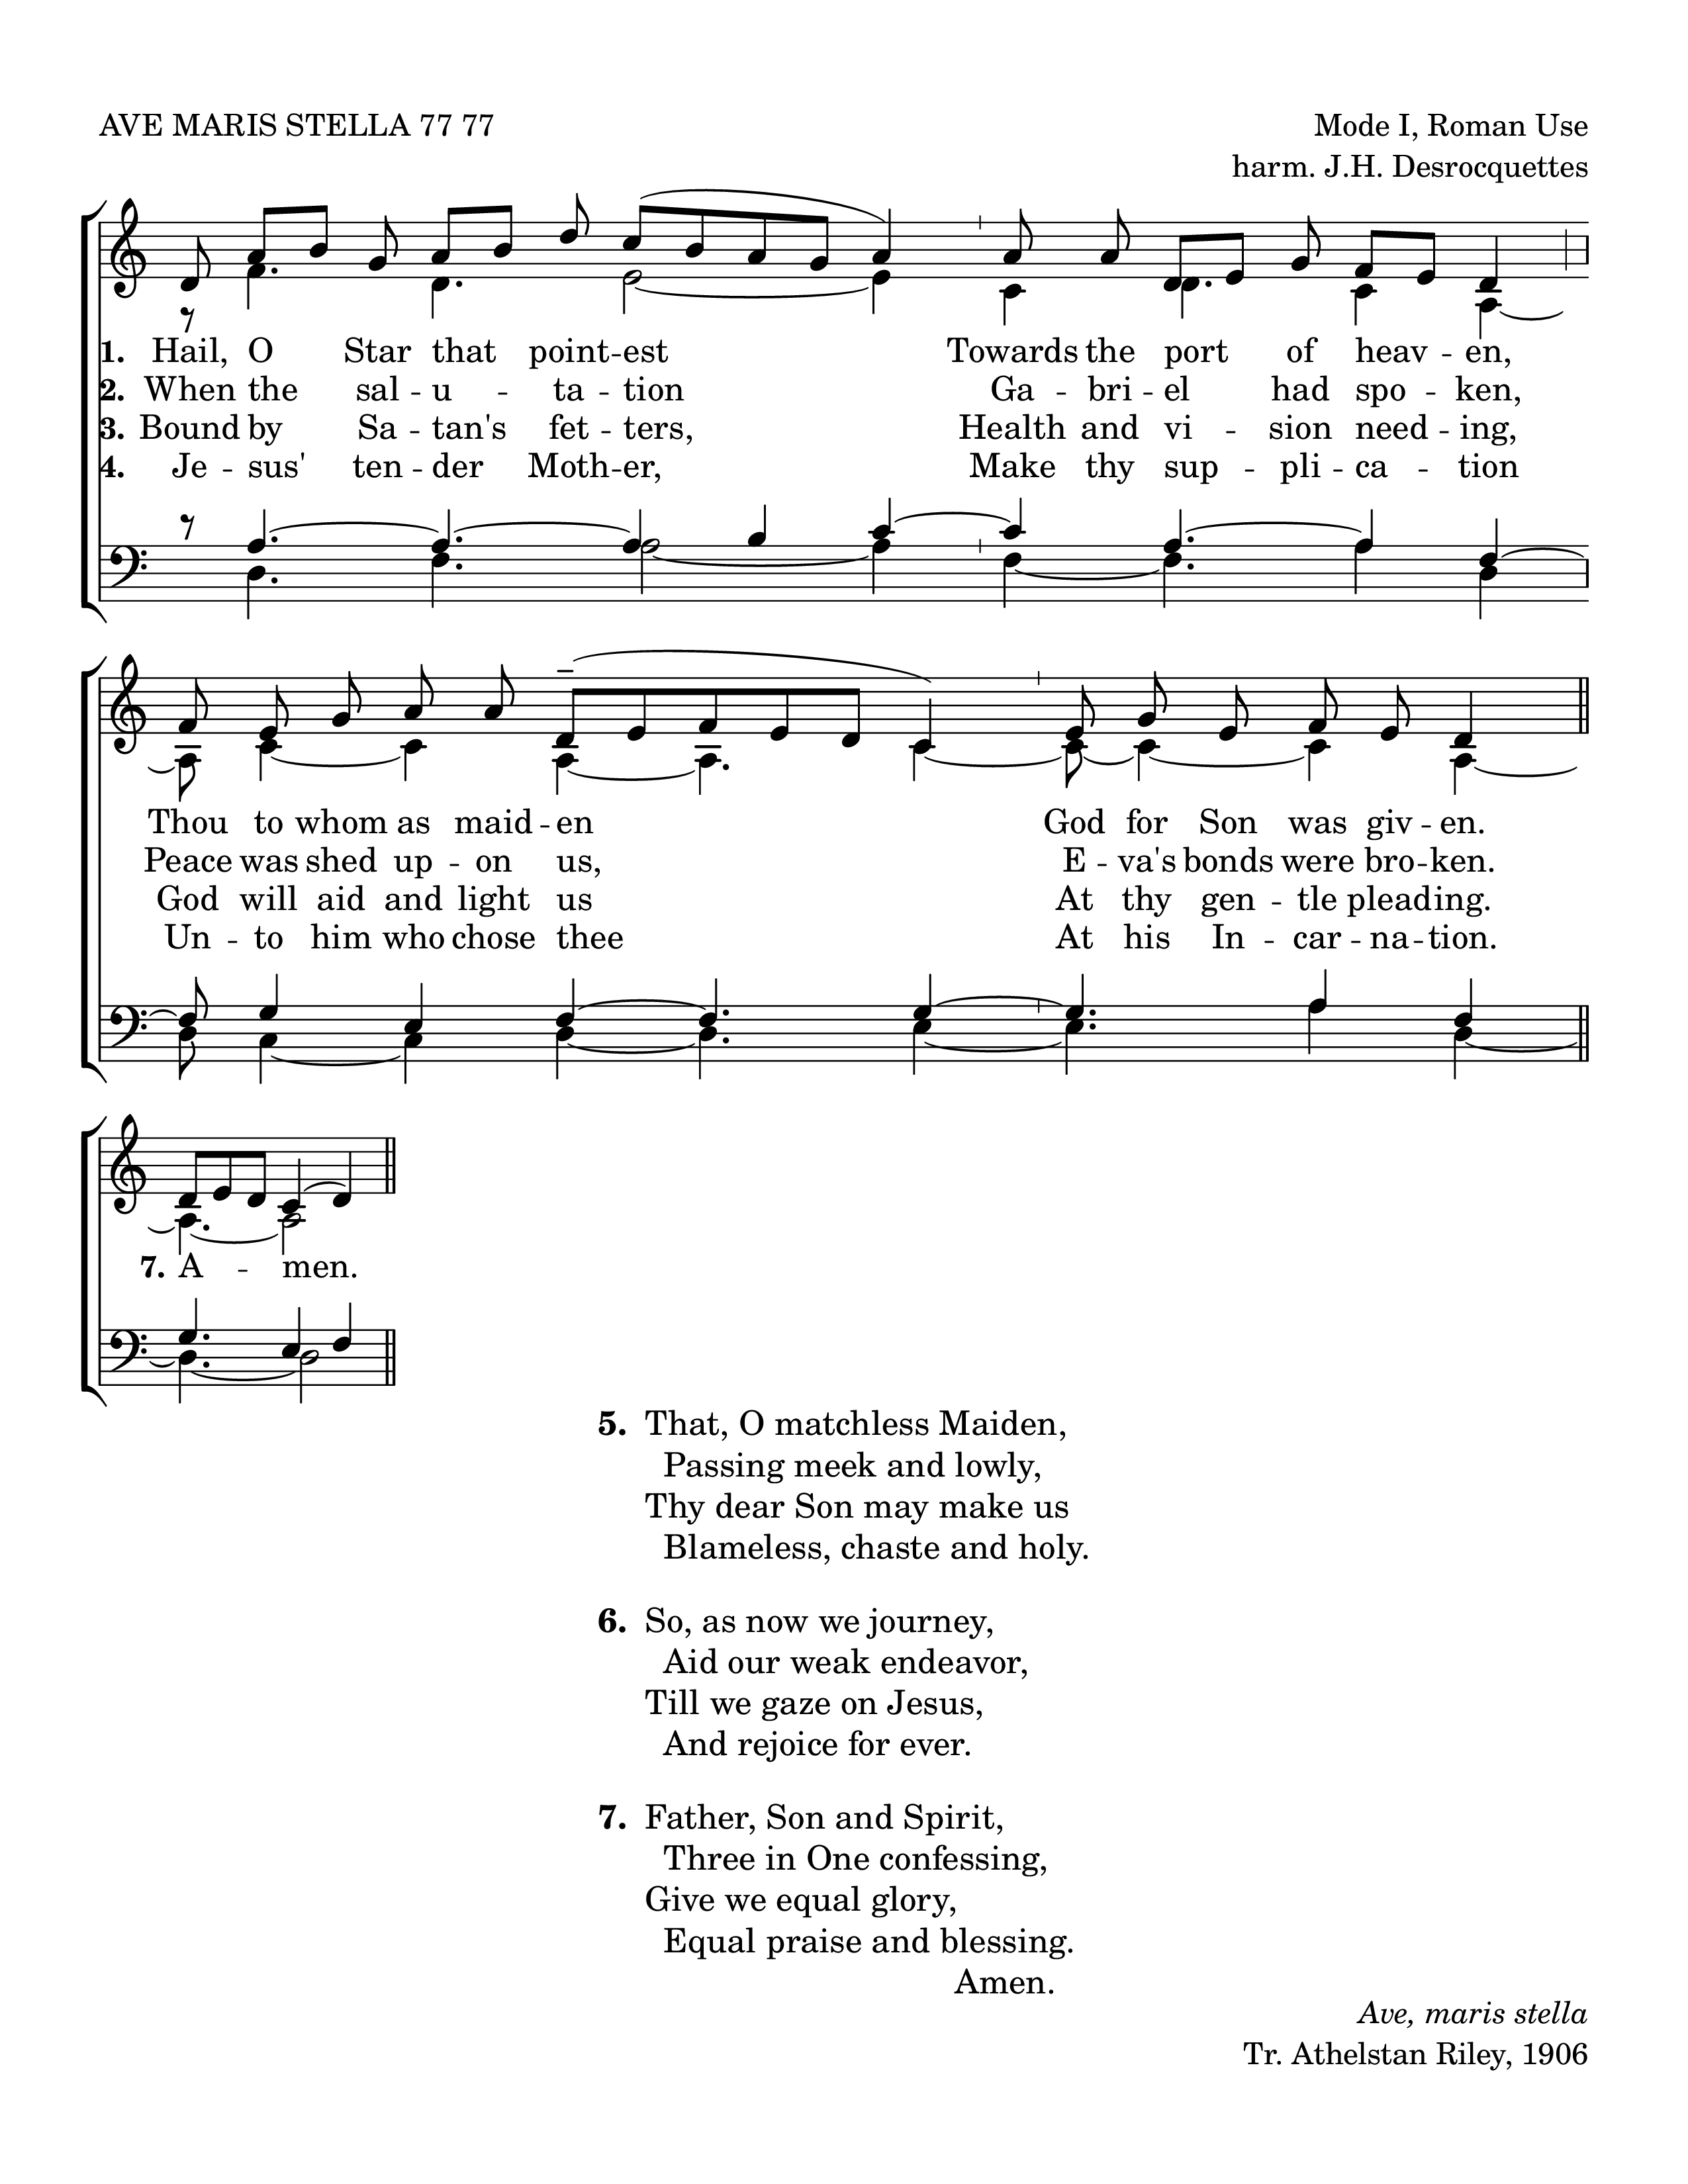 AVE MARIS STELLA 77 77
Mode I, Roman Use
harm. J.H. Desrocquettes
1. Hail, O Star that point -- est Towards the port of heav -- en,
2. When the sal -- u -- ta -- tion Ga -- bri -- el had spo -- ken,
3. Bound by Sa -- tan's fet -- ters, Health and vi -- sion need -- ing,
4. Je -- sus' ten -- der Moth -- er, Make thy sup -- pli -- ca -- tion
Thou to whom as maid -- en God for Son was giv -- en.
Peace was shed up -- on us, E -- va's bonds were bro -- ken.
God will aid and light us At thy gen -- tle pleading.
Un -- to him who chose thee At his In -- car -- na -- tion.
7. A -- men.
5. That, O matchless Maiden,
Passing meek and lowly,
Thy dear Son may make us
Blameless, chaste and holy.
6. So, as now we journey,
Aid our weak endeavor,
Till we gaze on Jesus,
And rejoice for ever.
7. Father, Son and Spirit,
Three in One confessing,
Give we equal glory,
Equal praise and blessing.
Amen.
Ave, maris stella
Tr. Athelstan Riley, 1906